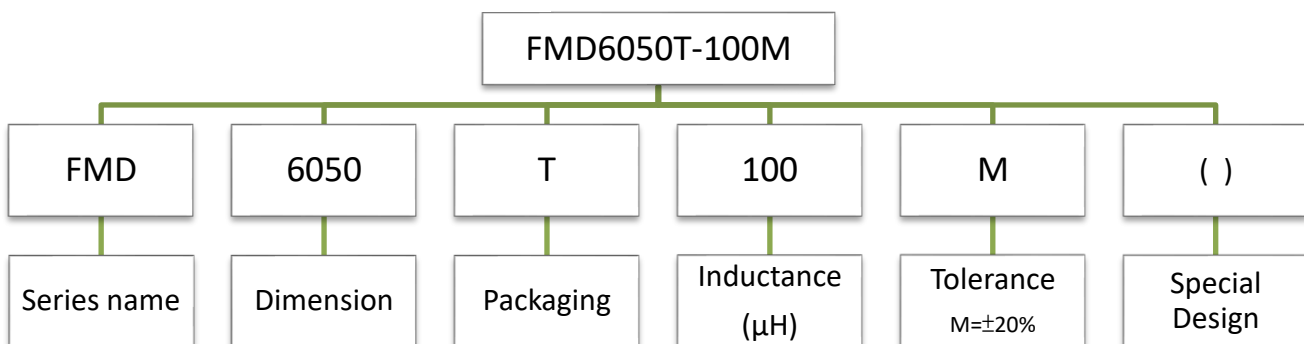 FMD6050T-100M
FMD
6050
T
100
M
( )
Series name
Dimension
Packaging
Inductance
(μH)
Tolerance
M=±20%
Special
Design